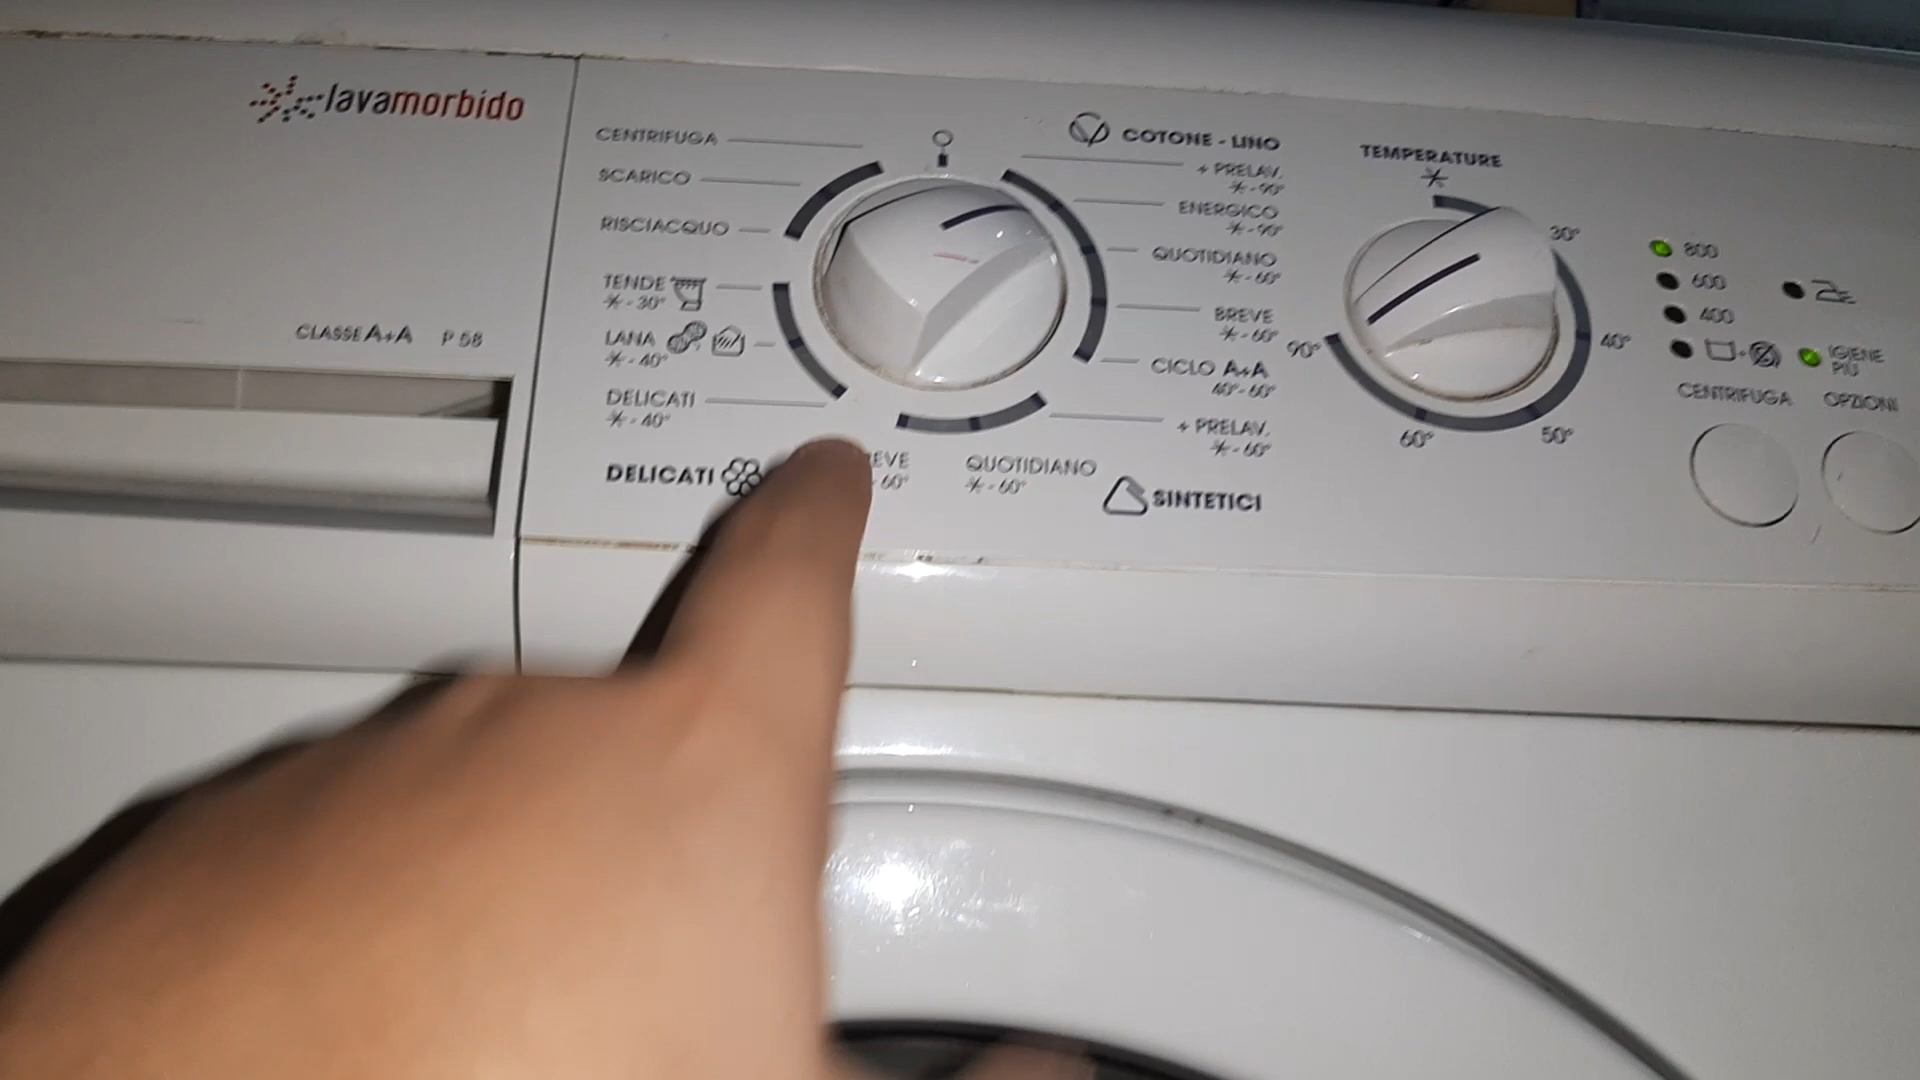 lavamorbido
CLASSE A+A P 58
CENTRIFUGA
SCARICO
RISCIACQUO
TENDE
*-30°
LANA
*-40°
DELICATI
*-40°
DELICATI
COTONE - LINO
+ PRELAV.
*-90°
ENERGICO
*-90°
QUOTIDIANO
*-60°
BREVE
*-60°
CICLO A+A
40°-60°
+ PRELAV.
*-60°
EVE
60°
QUOTIDIANO
*-60°
SINTETICI
TEMPERATURE
*
30°
40°
50°
60°
90°
800
600
400
IGIENE
PIÙ
CENTRIFUGA
OPZIONI